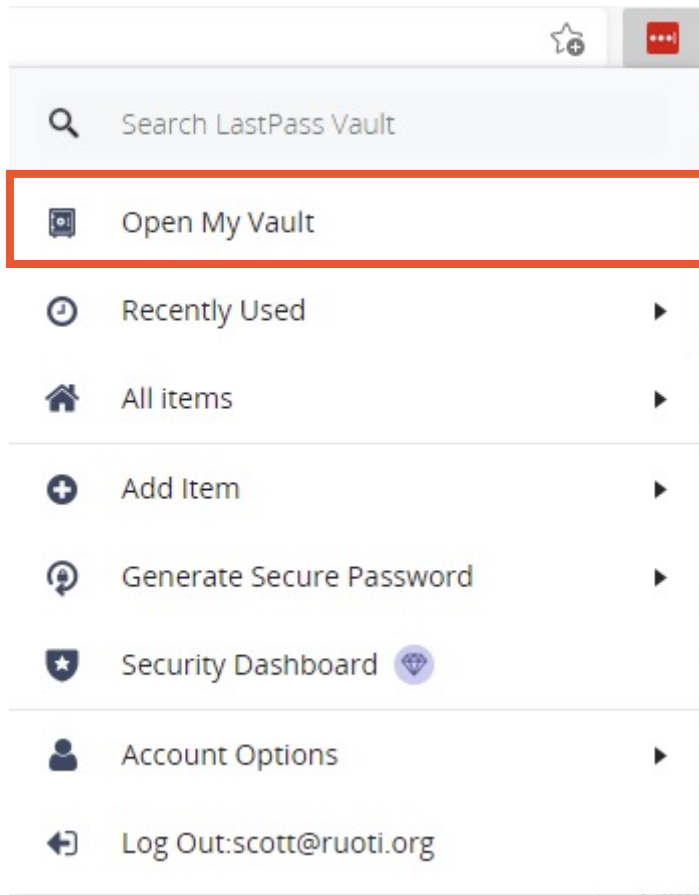 Search LastPass Vault
Open My Vault
Recently Used
All items
Add Item
Generate Secure Password
Security Dashboard
Account Options
Log Out:scott@ruoti.org